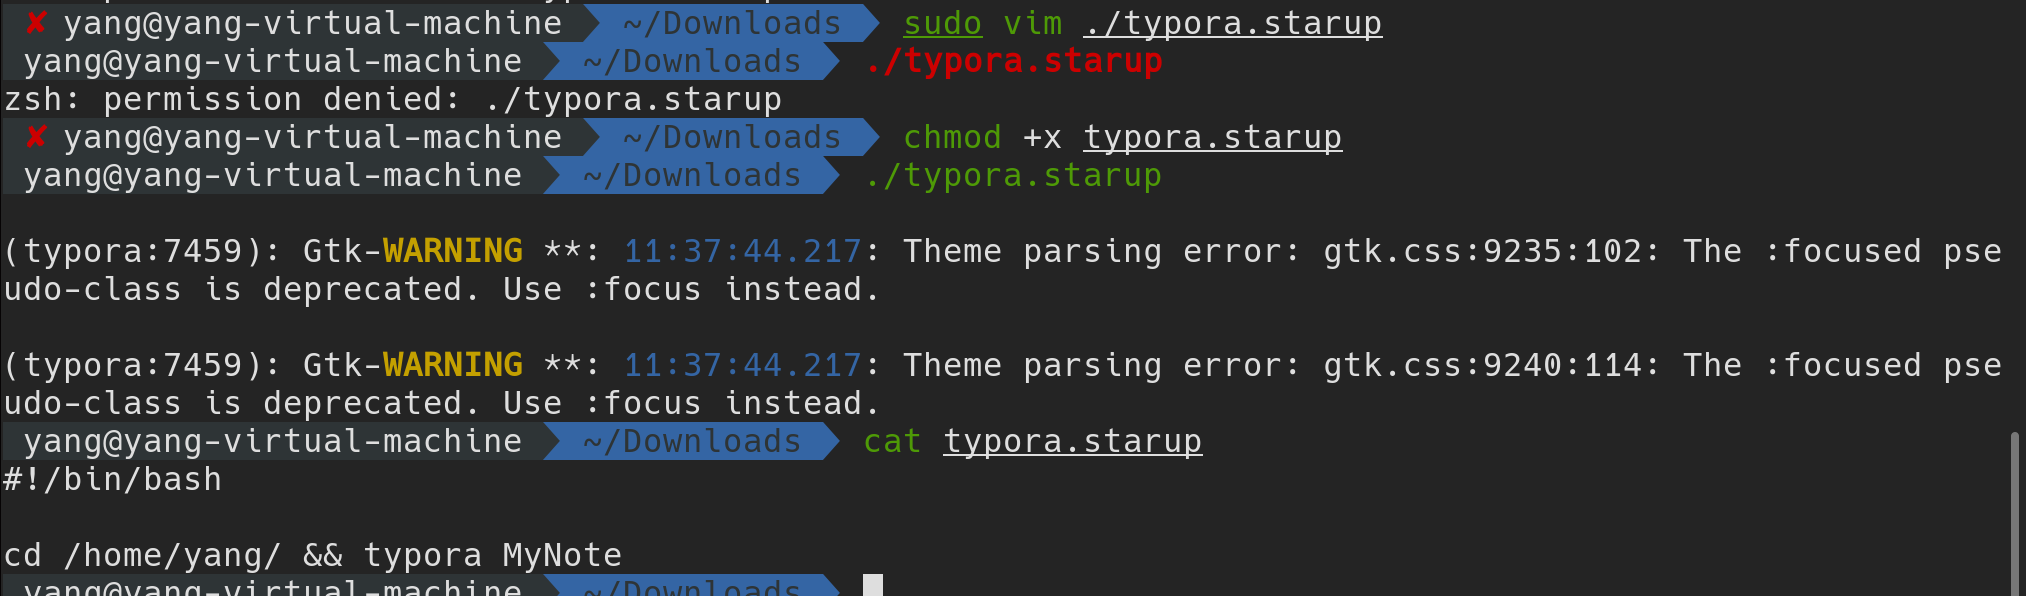 ✘ yang@yang-virtual-machine ~/Downloads sudo vim ./typora.starup
yang@yang-virtual-machine ~/Downloads ./typora.starup
zsh: permission denied: ./typora.starup
✘ yang@yang-virtual-machine ~/Downloads chmod +x typora.starup
yang@yang-virtual-machine ~/Downloads ./typora.starup
(typora:7459): Gtk-WARNING **: 11:37:44.217: Theme parsing error: gtk.css:9235:102: The :focused pse
udo-class is deprecated. Use :focus instead.
(typora:7459): Gtk-WARNING **: 11:37:44.217: Theme parsing error: gtk.css:9240:114: The :focused pse
udo-class is deprecated. Use :focus instead.
yang@yang-virtual-machine ~/Downloads cat typora.starup
#!/bin/bash
cd /home/yang/ && typora MyNote
yang@yang-virtual-machine ~/Downloads